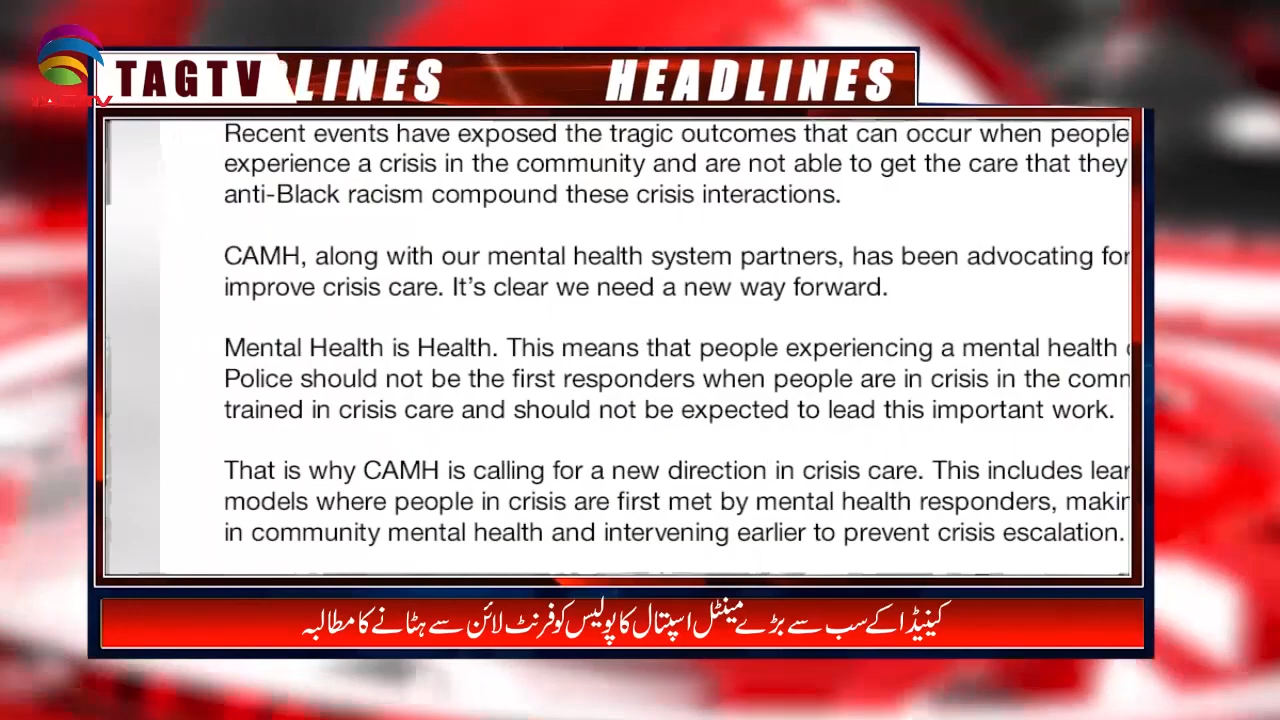 TAGTV
LINES
HEADLINES
TAGTV
Recent events have exposed the tragic outcomes that can occur when people
experience a crisis in the community and are not able to get the care that they
anti-Black racism compound these crisis interactions.
CAMH, along with our mental health system partners, has been advocating for
improve crisis care. It’s clear we need a new way forward.
Mental Health is Health. This means that people experiencing a mental health
Police should not be the first responders when people are in crisis in the comm
trained in crisis care and should not be expected to lead this important work.
That is why CAMH is calling for a new direction in crisis care. This includes lear
models where people in crisis are first met by mental health responders, makin
in community mental health and intervening earlier to prevent crisis escalation.
کینیڈا کے سب سے بڑے مینٹل اسپتال کا پولیس کو فرنٹ لائن سے ہٹانے کا مطالبہ